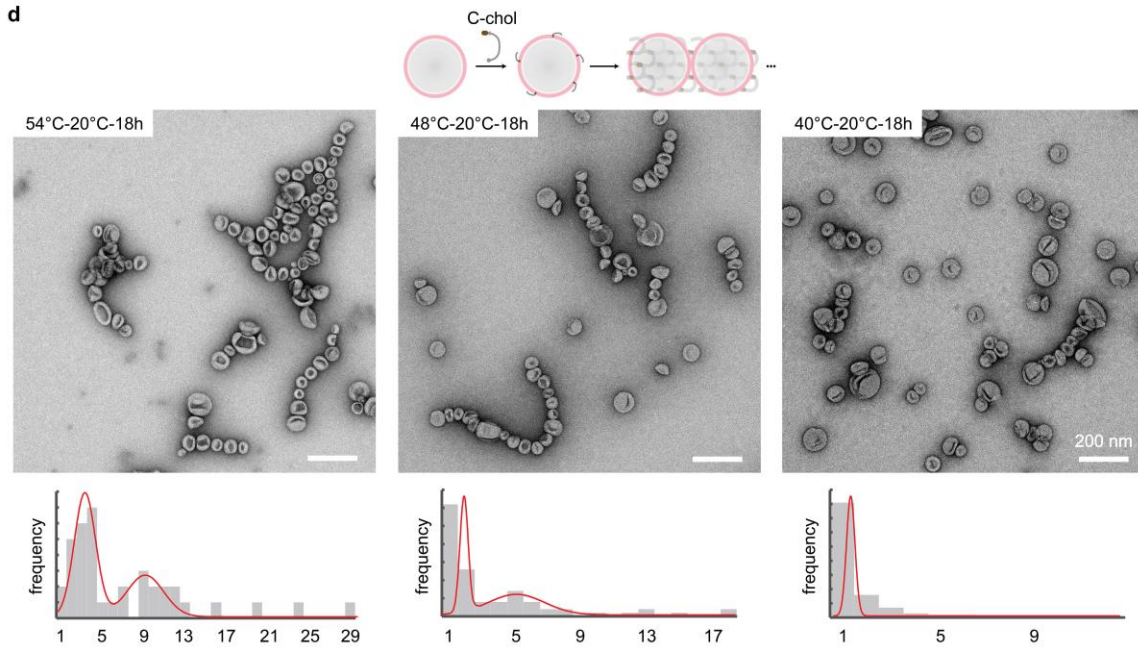 d
C-chol
...
54°C-20°C-18h
48°C-20°C-18h
40°C-20°C-18h
200 nm
frequency
1 5 9 13 17 21 25 29
frequency
1 5 9 13 17
frequency
1 5 9